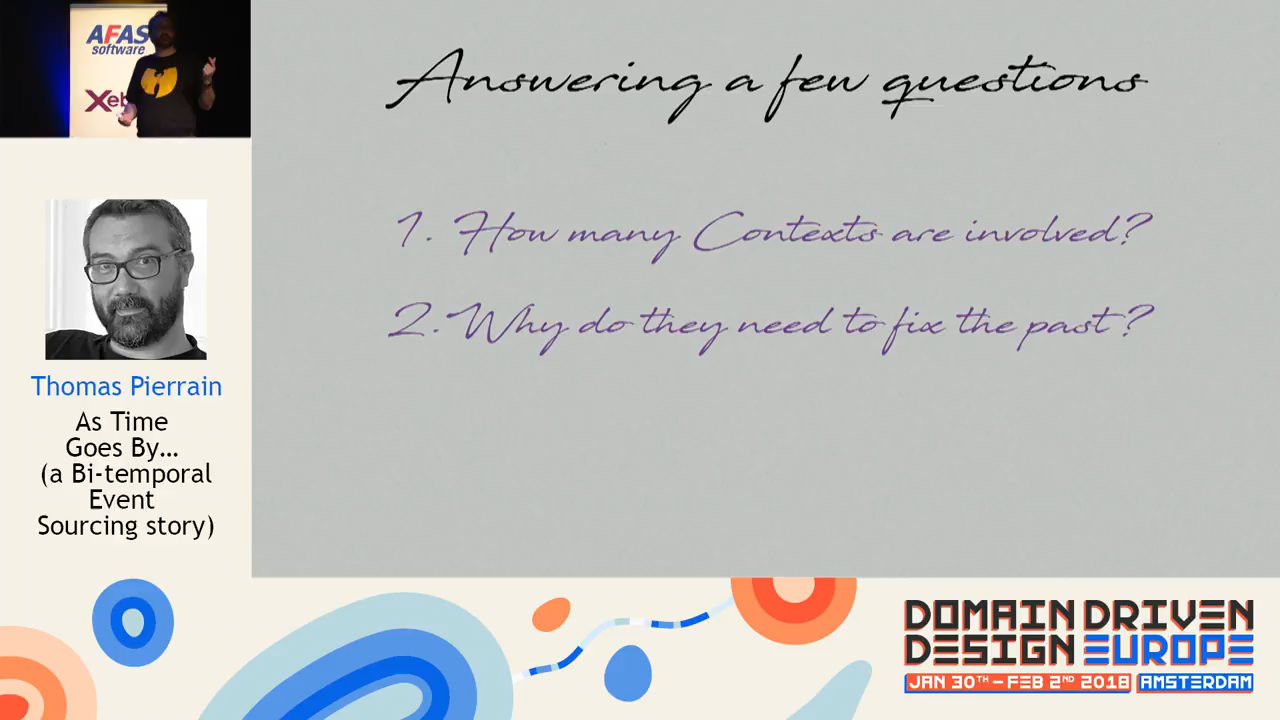 AFAS
software
Xeb
Answering a few questions
1. How many Contexts are involved?
2. Why do they need to fix the past?
Thomas Pierrain
As Time
Goes By...
(a Bi-temporal
Event
Sourcing story)
DOMAIN DRIVEN
DESIGN EUROPE
JAN 30TH - FEB 2ND 2018 AMSTERDAM